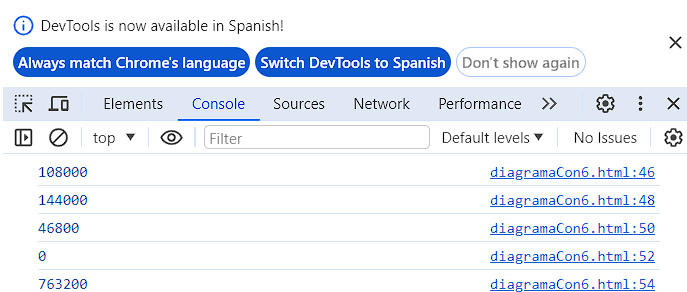 DevTools is now available in Spanish!
Always match Chrome's language Switch DevTools to Spanish Don't show again
Elements Console Sources Network Performance
top Filter Default levels No Issues
108000 diagramaCon6.html:46
144000 diagramaCon6.html:48
46800 diagramaCon6.html:50
0 diagramaCon6.html:52
763200 diagramaCon6.html:54